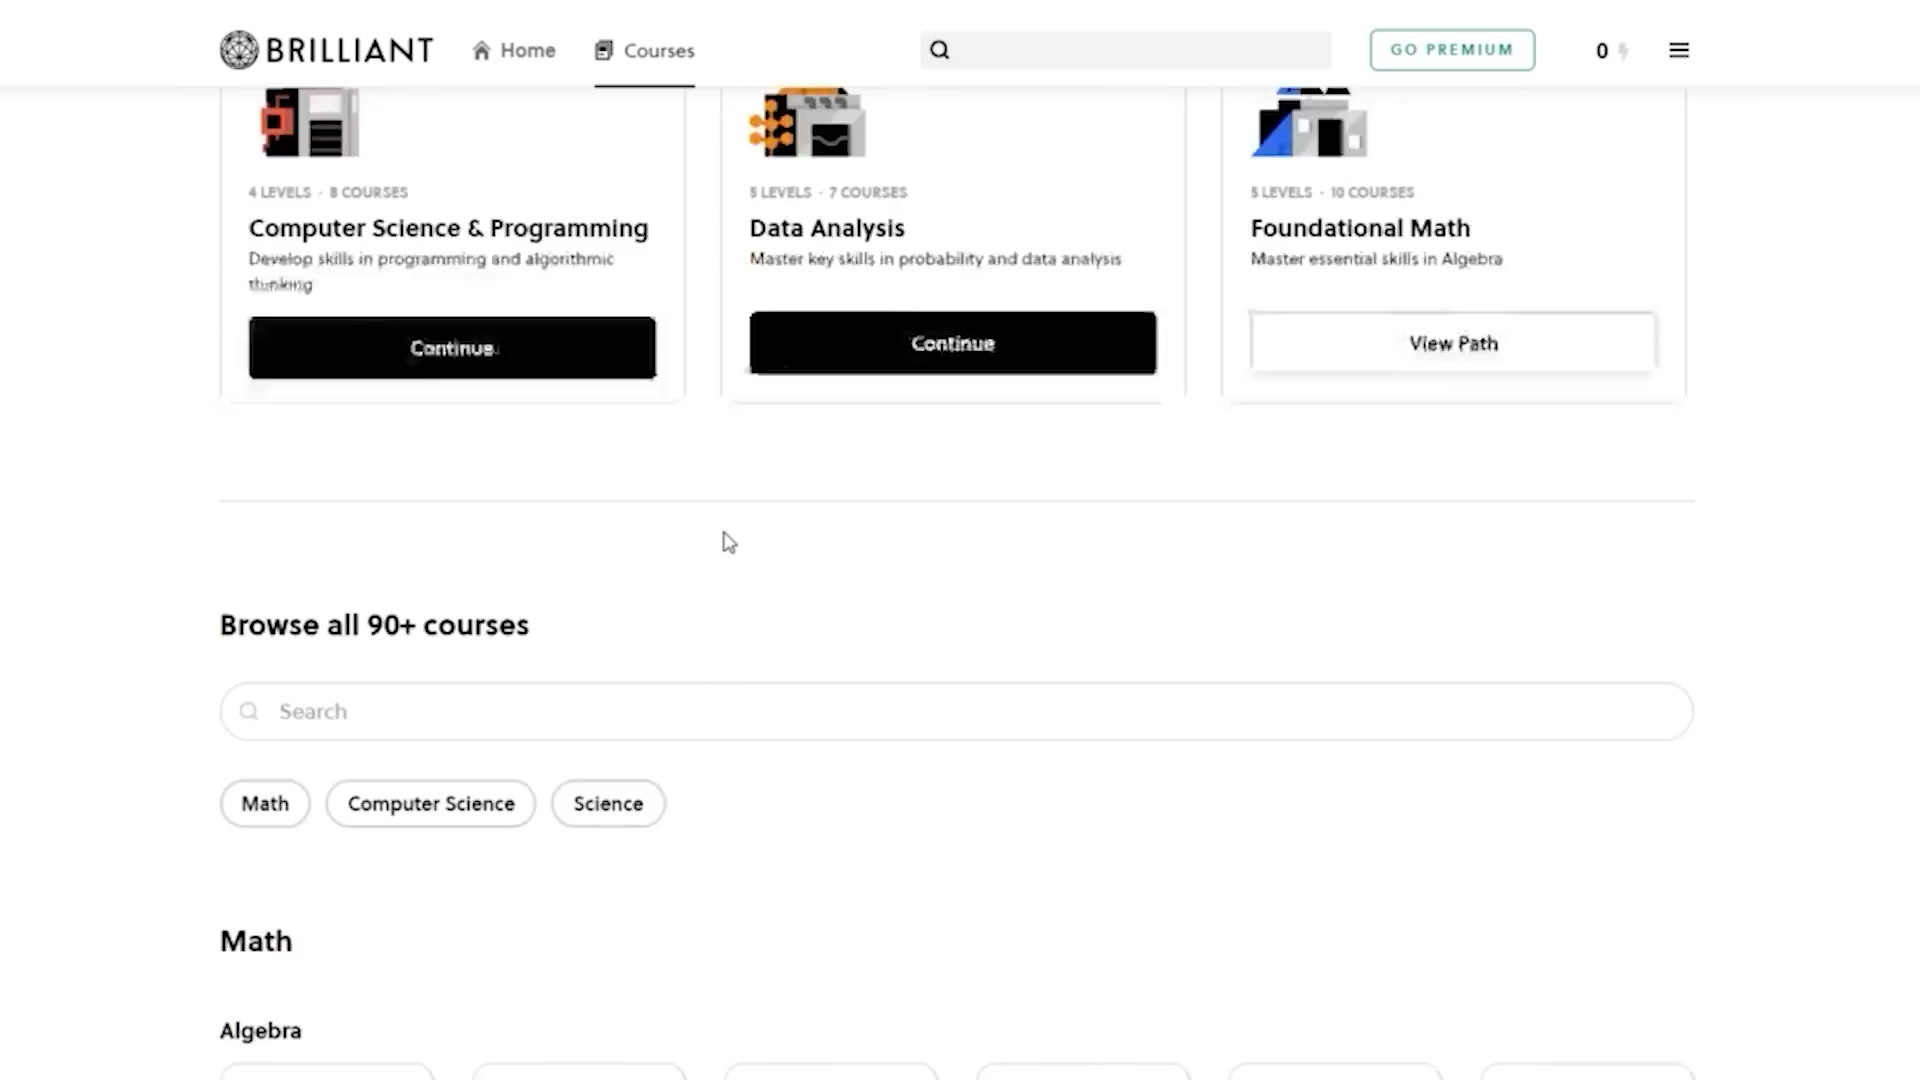 BRILLIANT Home Courses GO PREMIUM 0
4 LEVELS · 8 COURSES
Computer Science & Programming
Develop skills in programming and algorithmic
thinking
Continue
5 LEVELS · 7 COURSES
Data Analysis
Master key skills in probability and data analysis
Continue
5 LEVELS · 10 COURSES
Foundational Math
Master essential skills in Algebra
View Path
Browse all 90+ courses
Search
Math Computer Science Science
Math
Algebra